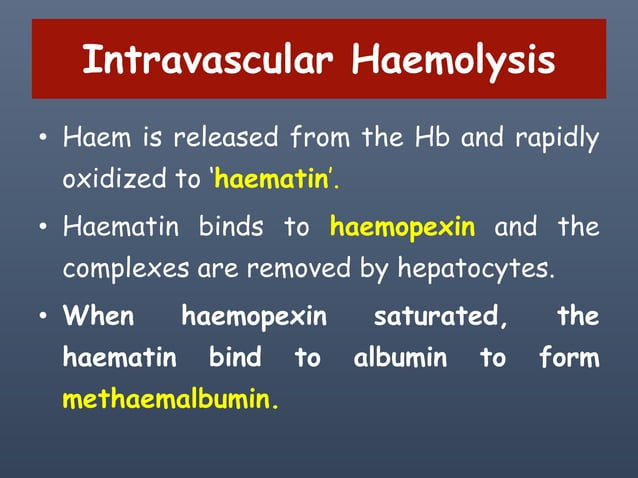 Intravascular Haemolysis
• Haem is released from the Hb and rapidly
oxidized to ‘haematin’.
• Haematin binds to haemopexin and the
complexes are removed by hepatocytes.
• When haemopexin saturated, the
haematin bind to albumin to form
methaemalbumin.